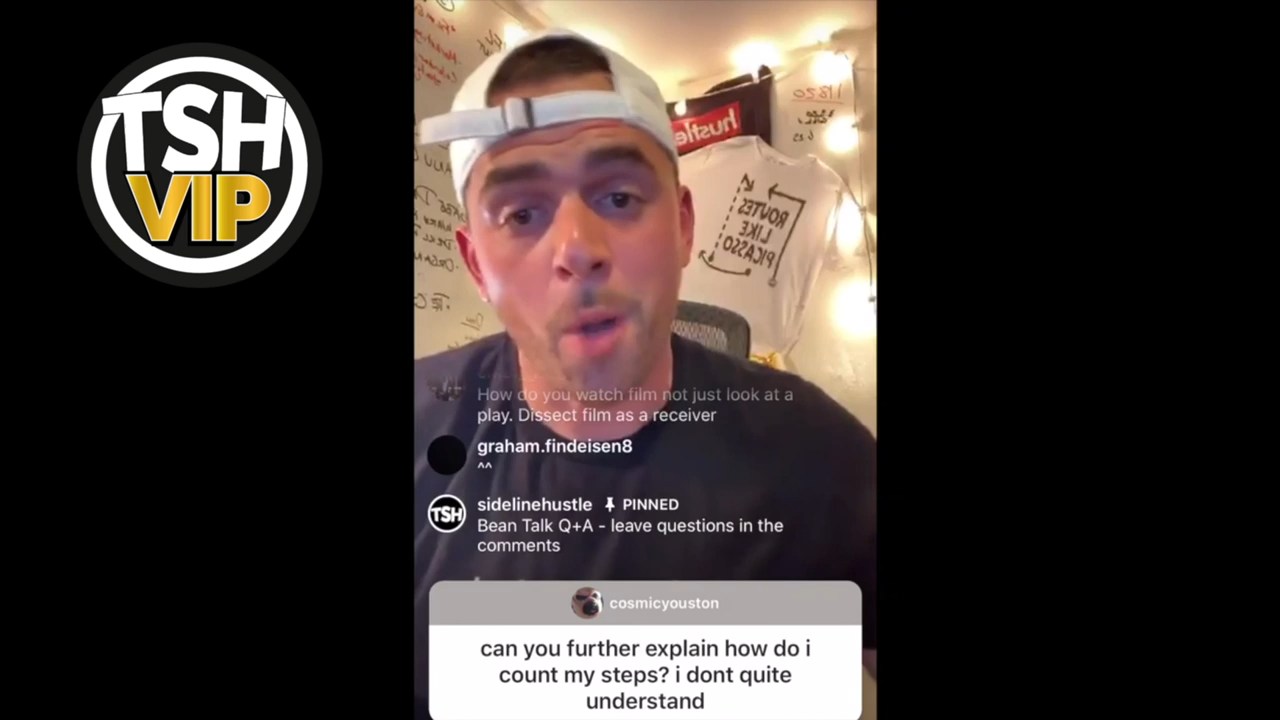 TSH
VIP
hustle
ROUTES
LIKE
PICASSO
How do you watch film not just look at a
play. Dissect film as a receiver
graham.findeisen8
^^
TSH
sidelinehustle PINNED
Bean Talk Q+A - leave questions in the
comments
cosmicyouston
can you further explain how do i
count my steps? i dont quite
understand